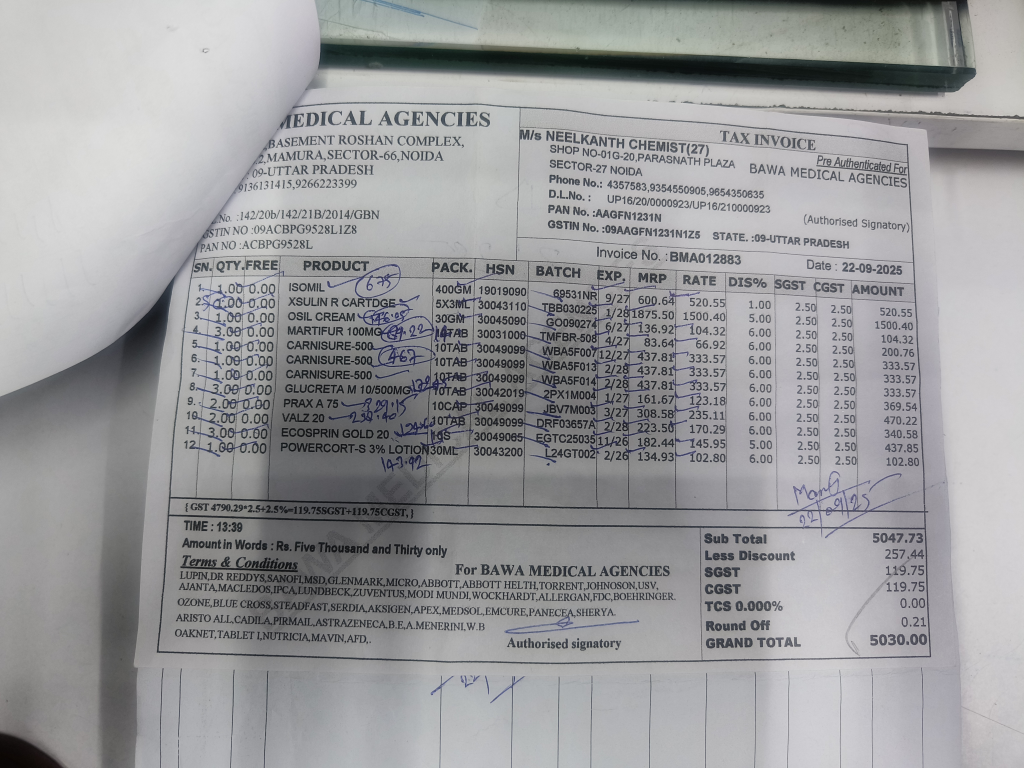 MEDICAL AGENCIES
BASEMENT ROSHAN COMPLEX,
MAMURA,SECTOR-66,NOIDA
09-UTTAR PRADESH
9136131415,9266223399
No. :142/20b/142/21B/2014/GBN
GSTIN NO :09ACBPG9528L1Z8
PAN NO :ACBPG9528L
TAX INVOICE
M/s NEELKANTH CHEMIST(27)
SHOP NO-01G-20,PARASNATH PLAZA
SECTOR-27 NOIDA
Phone No.: 4357583,9354550905,9654350635
D.L.No.: UP16/20/0000923/UP16/210000923
PAN No. :AAGFN1231N
GSTIN No. :09AAGFN1231N1Z5 STATE. :09-UTTAR PRADESH
Pre Authenticated For
BAWA MEDICAL AGENCIES
(Authorised Signatory)
Invoice No. :BMA012883 Date : 22-09-2025
SN. QTY. FREE PRODUCT PACK. HSN BATCH EXP. MRP RATE DIS% SGST CGST AMOUNT
1. 1.00 0.00 ISOMIL 675 400GM 19019090 69531NR 9/27 600.64 520.55 1.00 2.50 2.50 520.55
2. 1.00 0.00 XSULIN R CARTDGE 5X3ML 30043110 TBB030225 1/28 1875.50 1500.40 5.00 2.50 2.50 1500.40
3. 1.00 0.00 OSIL CREAM 30GM 30045090 GO090274 6/27 136.92 104.32 6.00 2.50 2.50 104.32
4. 3.00 0.00 MARTIFUR 100MG 10TAB 30031000 TMFBR-508 4/27 83.64 66.92 6.00 2.50 2.50 200.76
5. 1.00 0.00 CARNISURE-500 10TAB 30049099 WBA5F007 12/27 437.81 333.57 6.00 2.50 2.50 333.57
6. 1.00 0.00 CARNISURE-500 467 10TAB 30049099 WBA5F013 2/28 437.81 333.57 6.00 2.50 2.50 333.57
7. 1.00 0.00 CARNISURE-500 10TAB 30049099 WBA5F014 2/28 437.81 333.57 6.00 2.50 2.50 333.57
8. 3.00 0.00 GLUCRETA M 10/500MG 10TAB 30042019 2PX1M004 1/27 161.67 123.18 6.00 2.50 2.50 369.54
9. 2.00 0.00 PRAX A 75 10CAP 30049099 JBV7M003 3/27 308.58 235.11 6.00 2.50 2.50 470.22
10. 2.00 0.00 VALZ 20 10TAB 30049099 DRF03657A 2/28 223.50 170.29 6.00 2.50 2.50 340.58
11. 3.00 0.00 ECOSPRIN GOLD 20 30049065 EGTC25035 11/26 182.44 145.95 5.00 2.50 2.50 437.85
12. 1.00 0.00 POWERCORT-S 3% LOTION 30ML 30043200 L24GT002 2/26 134.93 102.80 6.00 2.50 2.50 102.80
143.92
22/09/25
{ GST 4790.29*2.5+2.5%=119.75SGST+119.75CGST, }
TIME : 13:39
Amount in Words : Rs. Five Thousand and Thirty only
Terms & Conditions
For BAWA MEDICAL AGENCIES
LUPIN,DR REDDYS,SANOFI,MSD,GLENMARK,MICRO,ABBOTT,ABBOTT HELTH,TORRENT,JOHNSON,USV,
AJANTA,MACLEDOS,IPCA,LUNDBECK,ZUVENTUS,MODI MUNDI,WOCKHARDT,ALLERGAN,FDC,BOEHRINGER.
OZONE,BLUE CROSS,STEADFAST,SERDIA,AKSIGEN,APEX,MEDSOL,EMCURE,PANECEA,SHERYA.
ARISTO ALL,CADILA,PIRMAIL,ASTRAZENECA,B.E,A.MENERINI,W.B
OAKNET,TABLET I,NUTRICIA,MAVIN,AFD,.
Authorised signatory
Sub Total 5047.73
Less Discount 257.44
SGST 119.75
CGST 119.75
TCS 0.000% 0.00
Round Off 0.21
GRAND TOTAL 5030.00